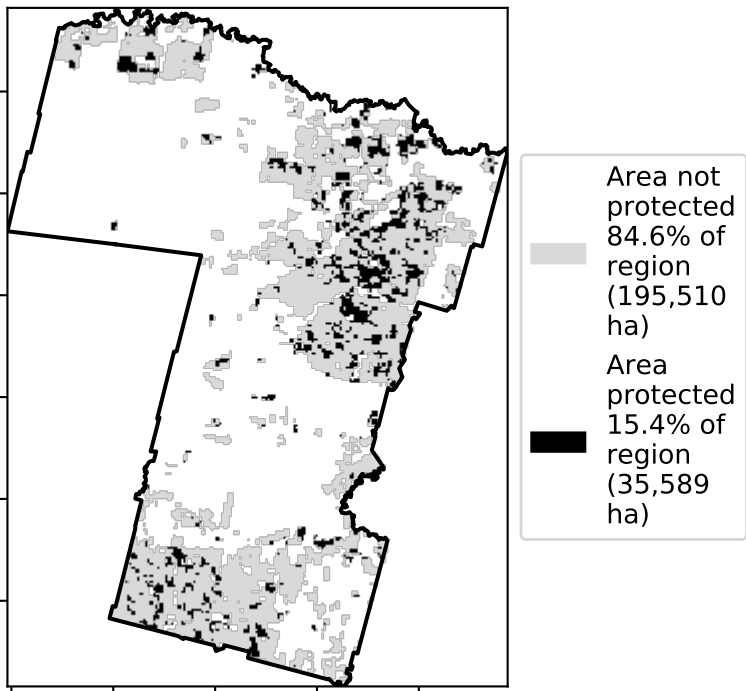 Area not
protected
84.6% of
region
(195,510
ha)
Area
protected
15.4% of
region
(35,589
ha)